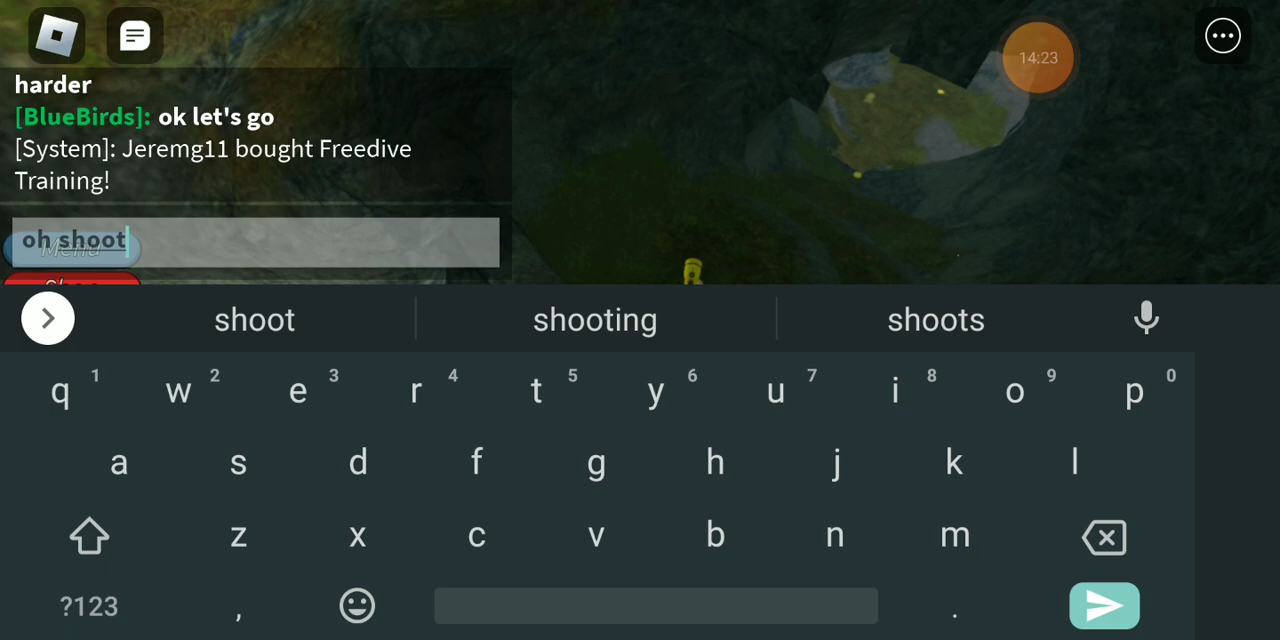 14:23
harder
[BlueBirds]: ok let's go
[System]: Jeremg11 bought Freedive
Training!
oh shoot
Menu
shoot shooting shoots
q 1 w 2 e 3 r 4 t 5 y 6 u 7 i 8 o 9 p 0
a s d f g h j k l
z x c v b n m
?123 , .